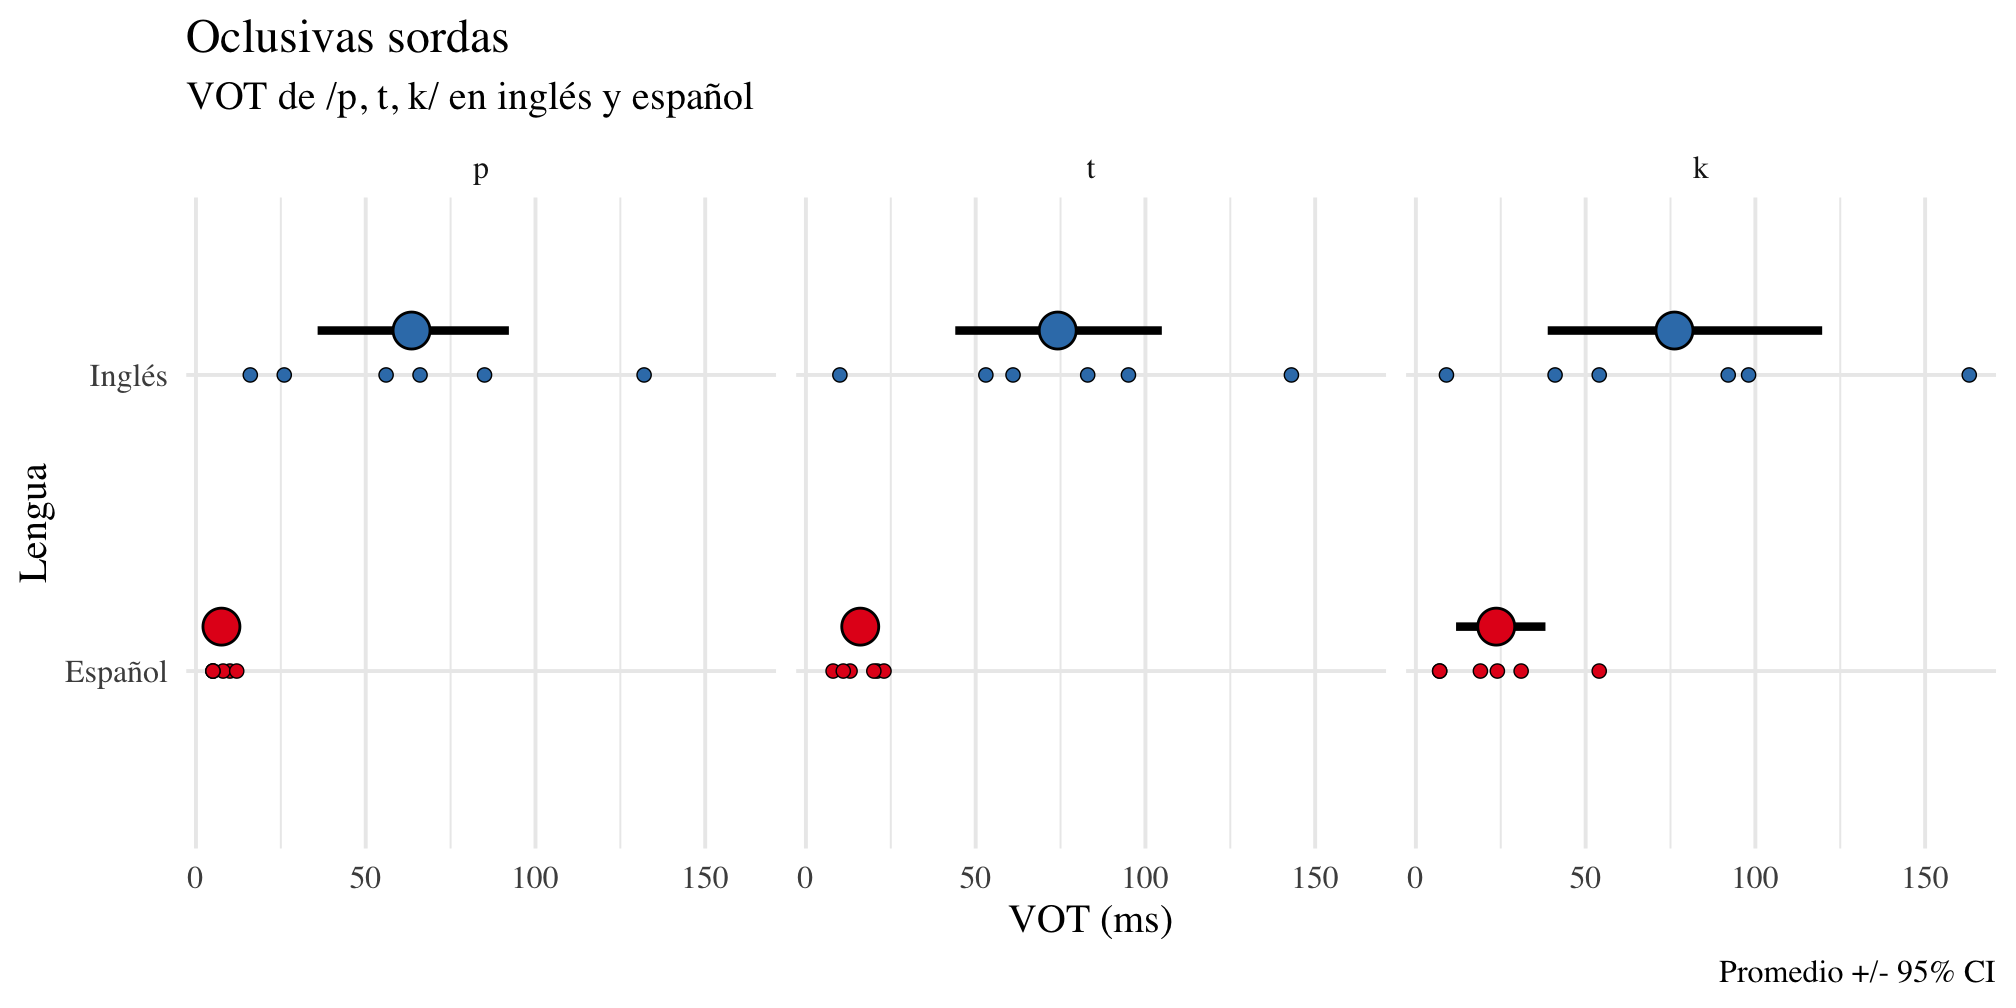 Oclusivas sordas
VOT de /p, t, k/ en inglés y español
p t k
Lengua
Inglés
Español
0 50 100 150 0 50 100 150 0 50 100 150
VOT (ms)
Promedio +/- 95% CI